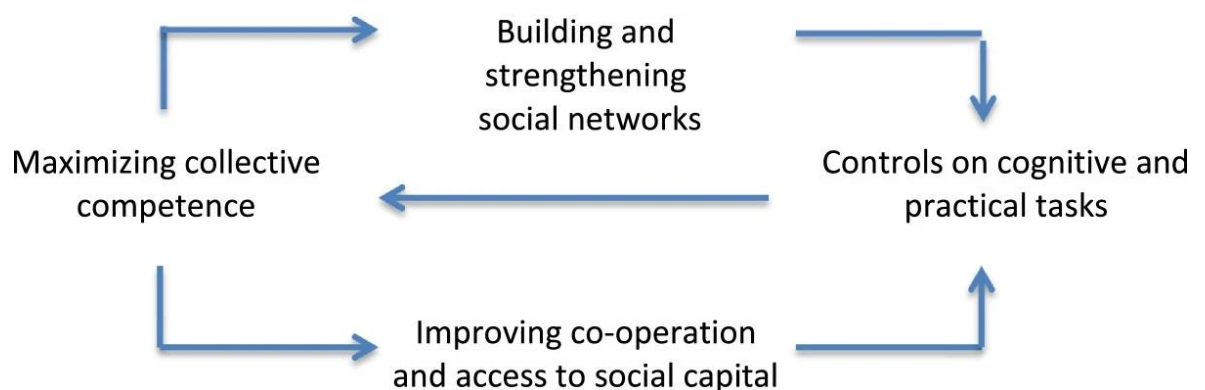 Building and
strengthening
social networks
Maximizing collective
competence
Controls on cognitive and
practical tasks
Improving co-operation
and access to social capital